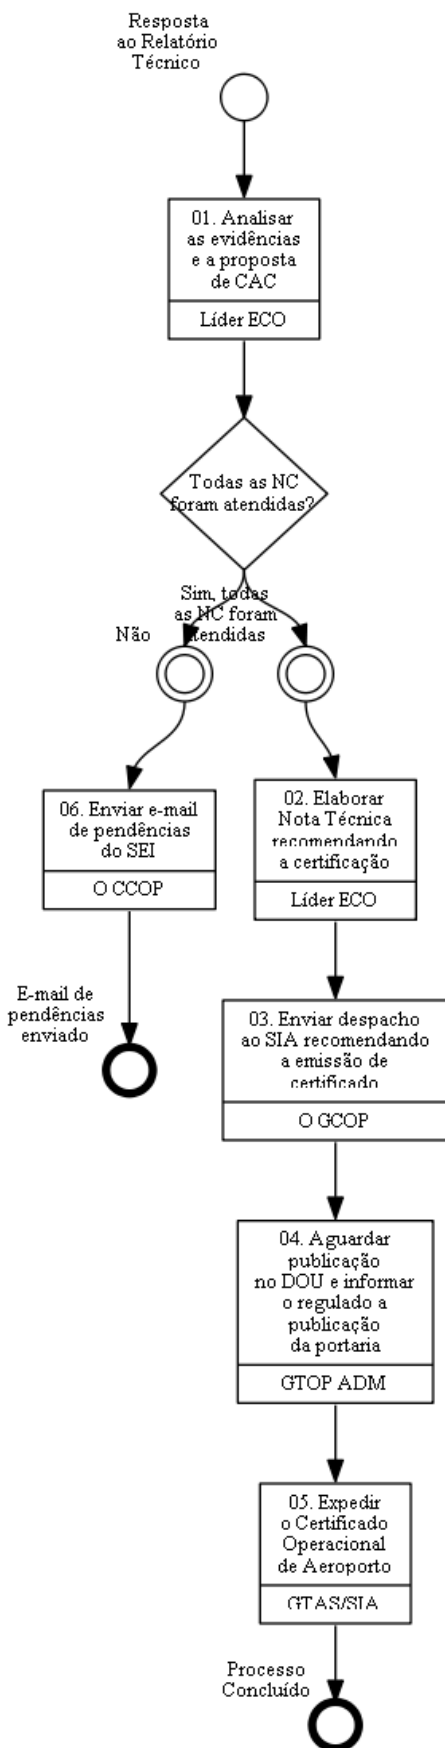 Resposta
ao Relatório
Técnico
01. Analisar
as evidências
e a proposta
de CAC
Líder ECO
Todas as NC
foram atendidas?
Sim, todas
as NC foram
atendidas
Não
06. Enviar e-mail
de pendências
do SEI
O CCOP
E-mail de
pendências
enviado
02. Elaborar
Nota Técnica
recomendando
a certificação
Líder ECO
03. Enviar despacho
ao SIA recomendando
a emissão de
certificado
O GCOP
04. Aguardar
publicação
no DOU e informar
o regulado a
publicação
da portaria
GTOP ADM
05. Expedir
o Certificado
Operacional
de Aeroporto
GTAS/SIA
Processo
Concluído